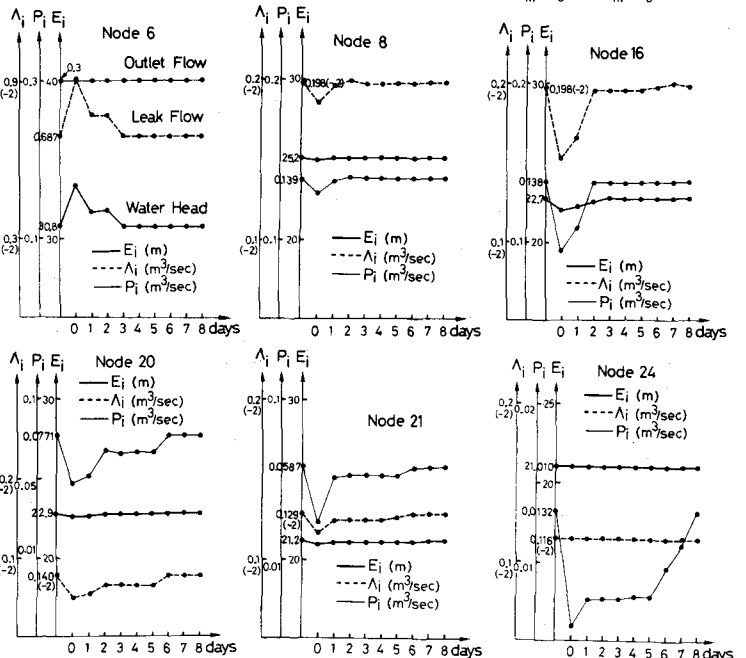 Λi Pi Ei
Node 6
0,3
Outlet Flow
0,9
(-2)
0,3
40
Leak Flow
0,687
Water Head
30,8
0,3
(-2)
0,1
30
Ei (m)
Λi (m³/sec)
Pi (m³/sec)
0 1 2 3 4 5 6 7 8 days
Λi Pi Ei
Node 8
0,2
(-2)
0,2
30
0,198(-2)
25,2
0,139
0,1
(-2)
0,1
20
Ei (m)
Λi (m³/sec)
Pi (m³/sec)
0 1 2 3 4 5 6 7 8 days
Λi Pi Ei
Node 16
0,2
(-2)
0,2
30
0,198(-2)
0,138
22,7
0,1
(-2)
0,1
20
Ei (m)
Λi (m³/sec)
Pi (m³/sec)
0 1 2 3 4 5 6 7 8 days
Λi Pi Ei
Node 20
Ei (m)
Λi (m³/sec)
Pi (m³/sec)
0,1
30
0,0771
0,2
(-2)
0,05
22,9
0,01
0,1
(-2)
20
0,140
(-2)
0 1 2 3 4 5 6 7 8 days
Λi Pi Ei
Node 21
0,2
(-2)
0,1
30
0,0587
0,129
(-2)
21,2
0,1
(-2)
0,01
20
Ei (m)
Λi (m³/sec)
Pi (m³/sec)
0 1 2 3 4 5 6 7 8 days
Λi Pi Ei
Node 24
Ei (m)
Λi (m³/sec)
Pi (m³/sec)
0,2
(-2)
0,02
25
21,010
20
0,0132
0,116
(-2)
0,1
(-2)
0,01
0 1 2 3 4 5 6 7 8 days